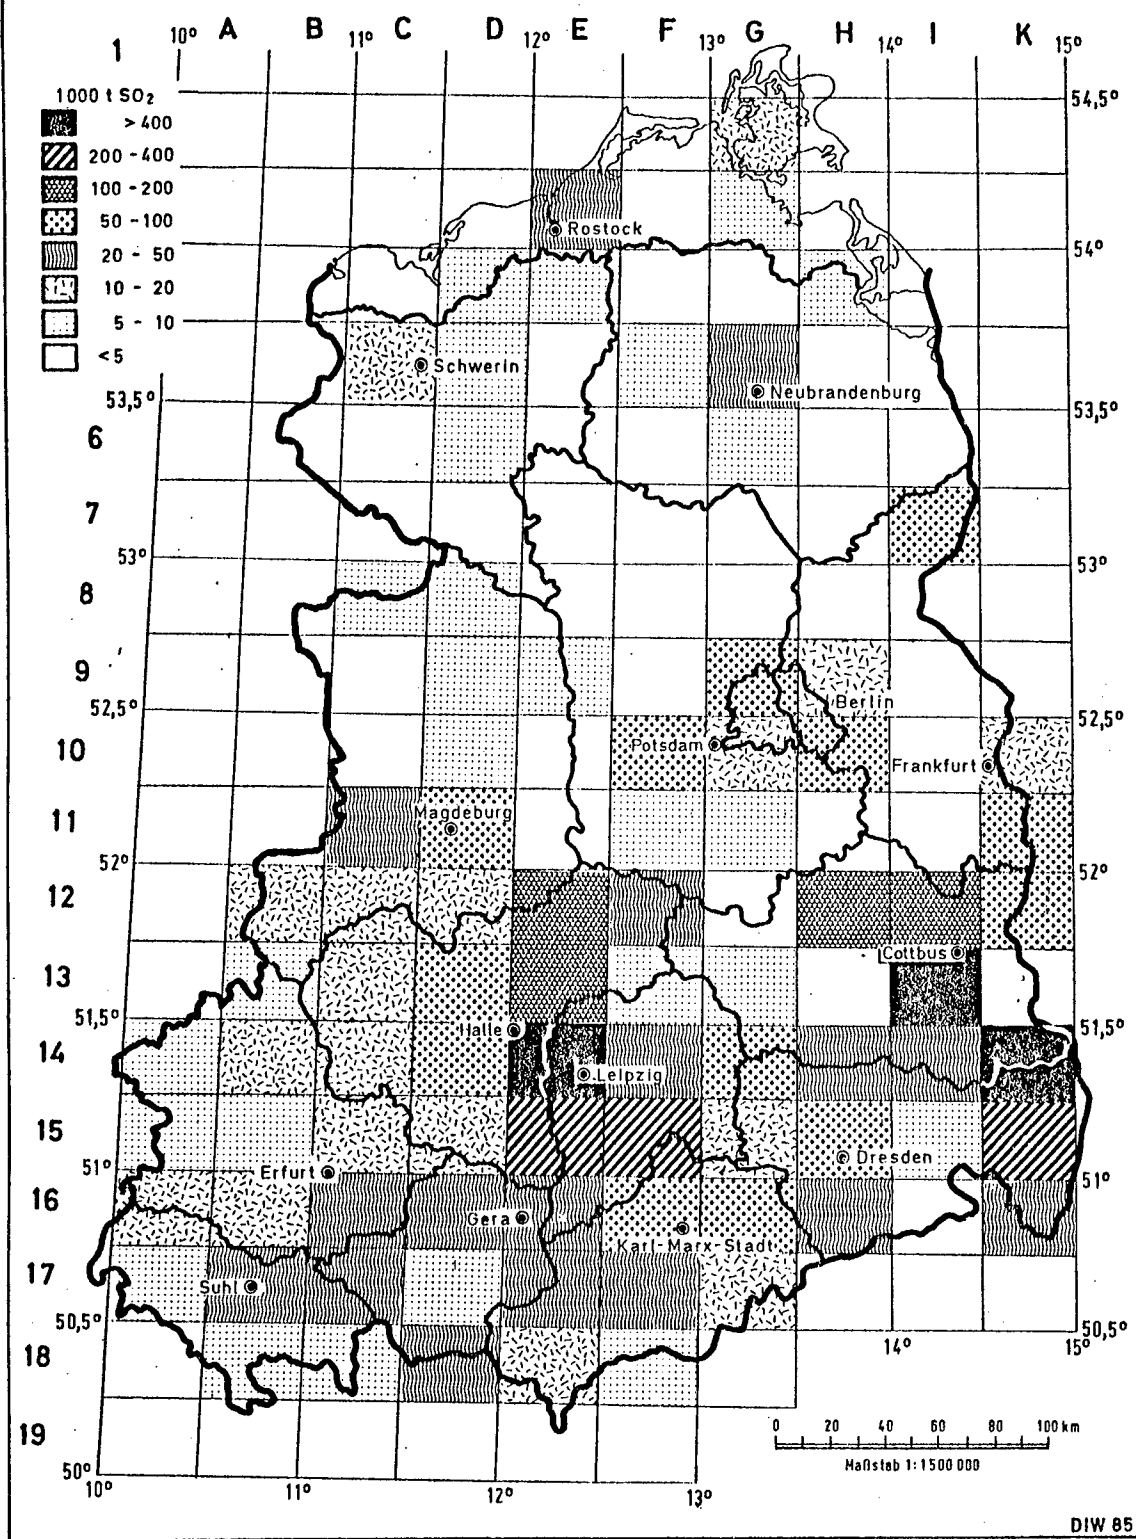 A B C D E F G H I K
1 10° 11° 12° 13° 14° 15°
1000 t SO₂
> 400
200 - 400
100 - 200
50 - 100
20 - 50
10 - 20
5 - 10
< 5
54,5°
Rostock
54°
Schwerin
Neubrandenburg
53,5° 53,5°
6
7
53° 53°
8
9
Berlin
52,5° 52,5°
10
Potsdam
Frankfurt
11
Magdeburg
52° 52°
12
Cottbus
13
51,5° 51,5°
Halle
14
Leipzig
15
Dresden
51° Erfurt 51°
16
Gera
Karl-Marx-Stadt
17
Suhl
50,5° 50,5°
18
14° 15°
19
0 20 40 60 80 100 km
Maßstab 1:1500 000
50°
10° 11° 12° 13°
DIW 85